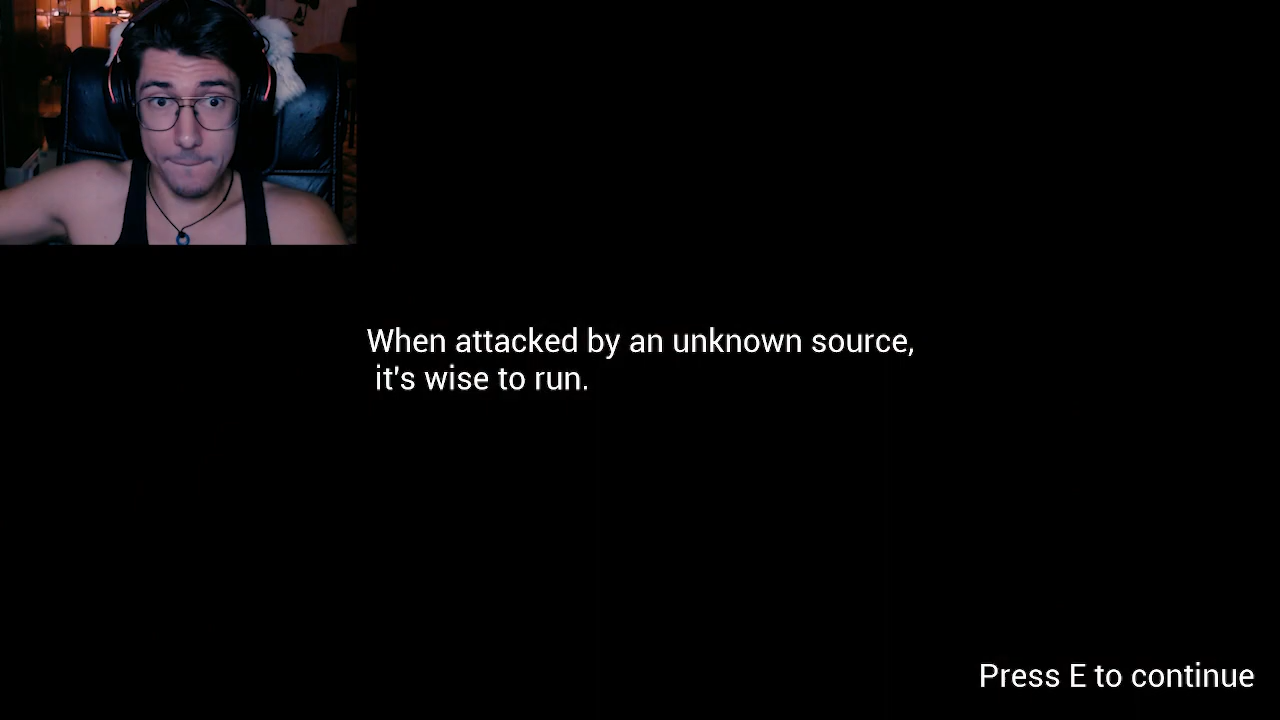 When attacked by an unknown source,
it's wise to run.
Press E to continue